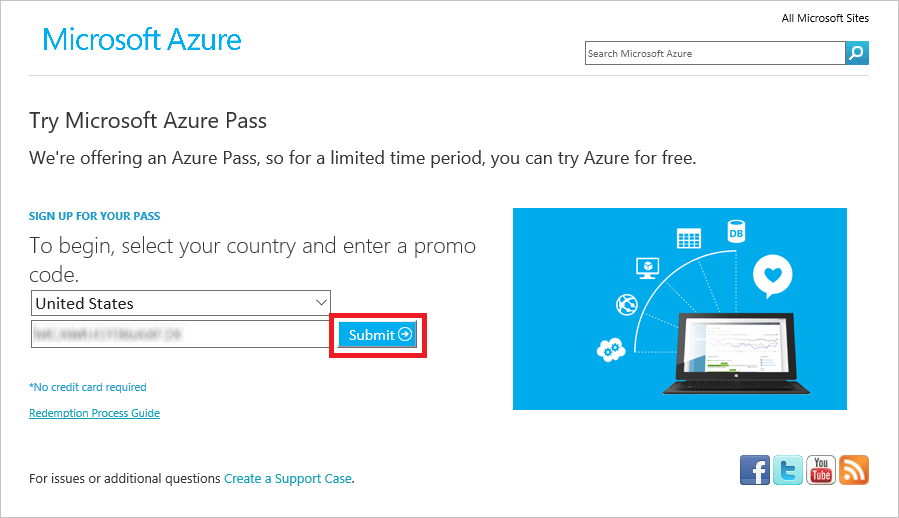 All Microsoft Sites
Microsoft Azure
Search Microsoft Azure
Try Microsoft Azure Pass
We're offering an Azure Pass, so for a limited time period, you can try Azure for free.
SIGN UP FOR YOUR PASS
To begin, select your country and enter a promo
code.
United States
Submit
*No credit card required
Redemption Process Guide
DB
For issues or additional questions Create a Support Case.
You
Tube